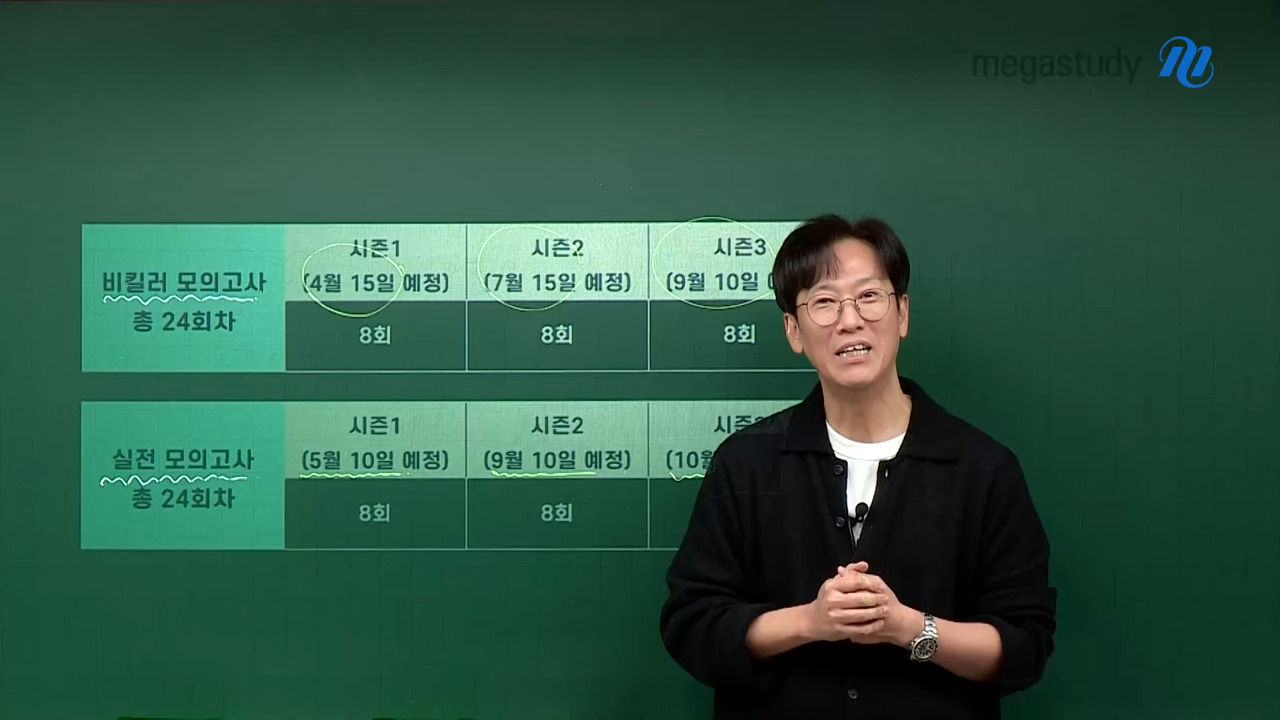 megastudy
비킬러 모의고사
총 24회차
시즌1
(4월 15일 예정)
8회
시즌2
(7월 15일 예정)
8회
시즌3
(9월 10일
8회
실전 모의고사
총 24회차
시즌1
(5월 10일 예정)
8회
시즌2
(9월 10일 예정)
8회
(10월